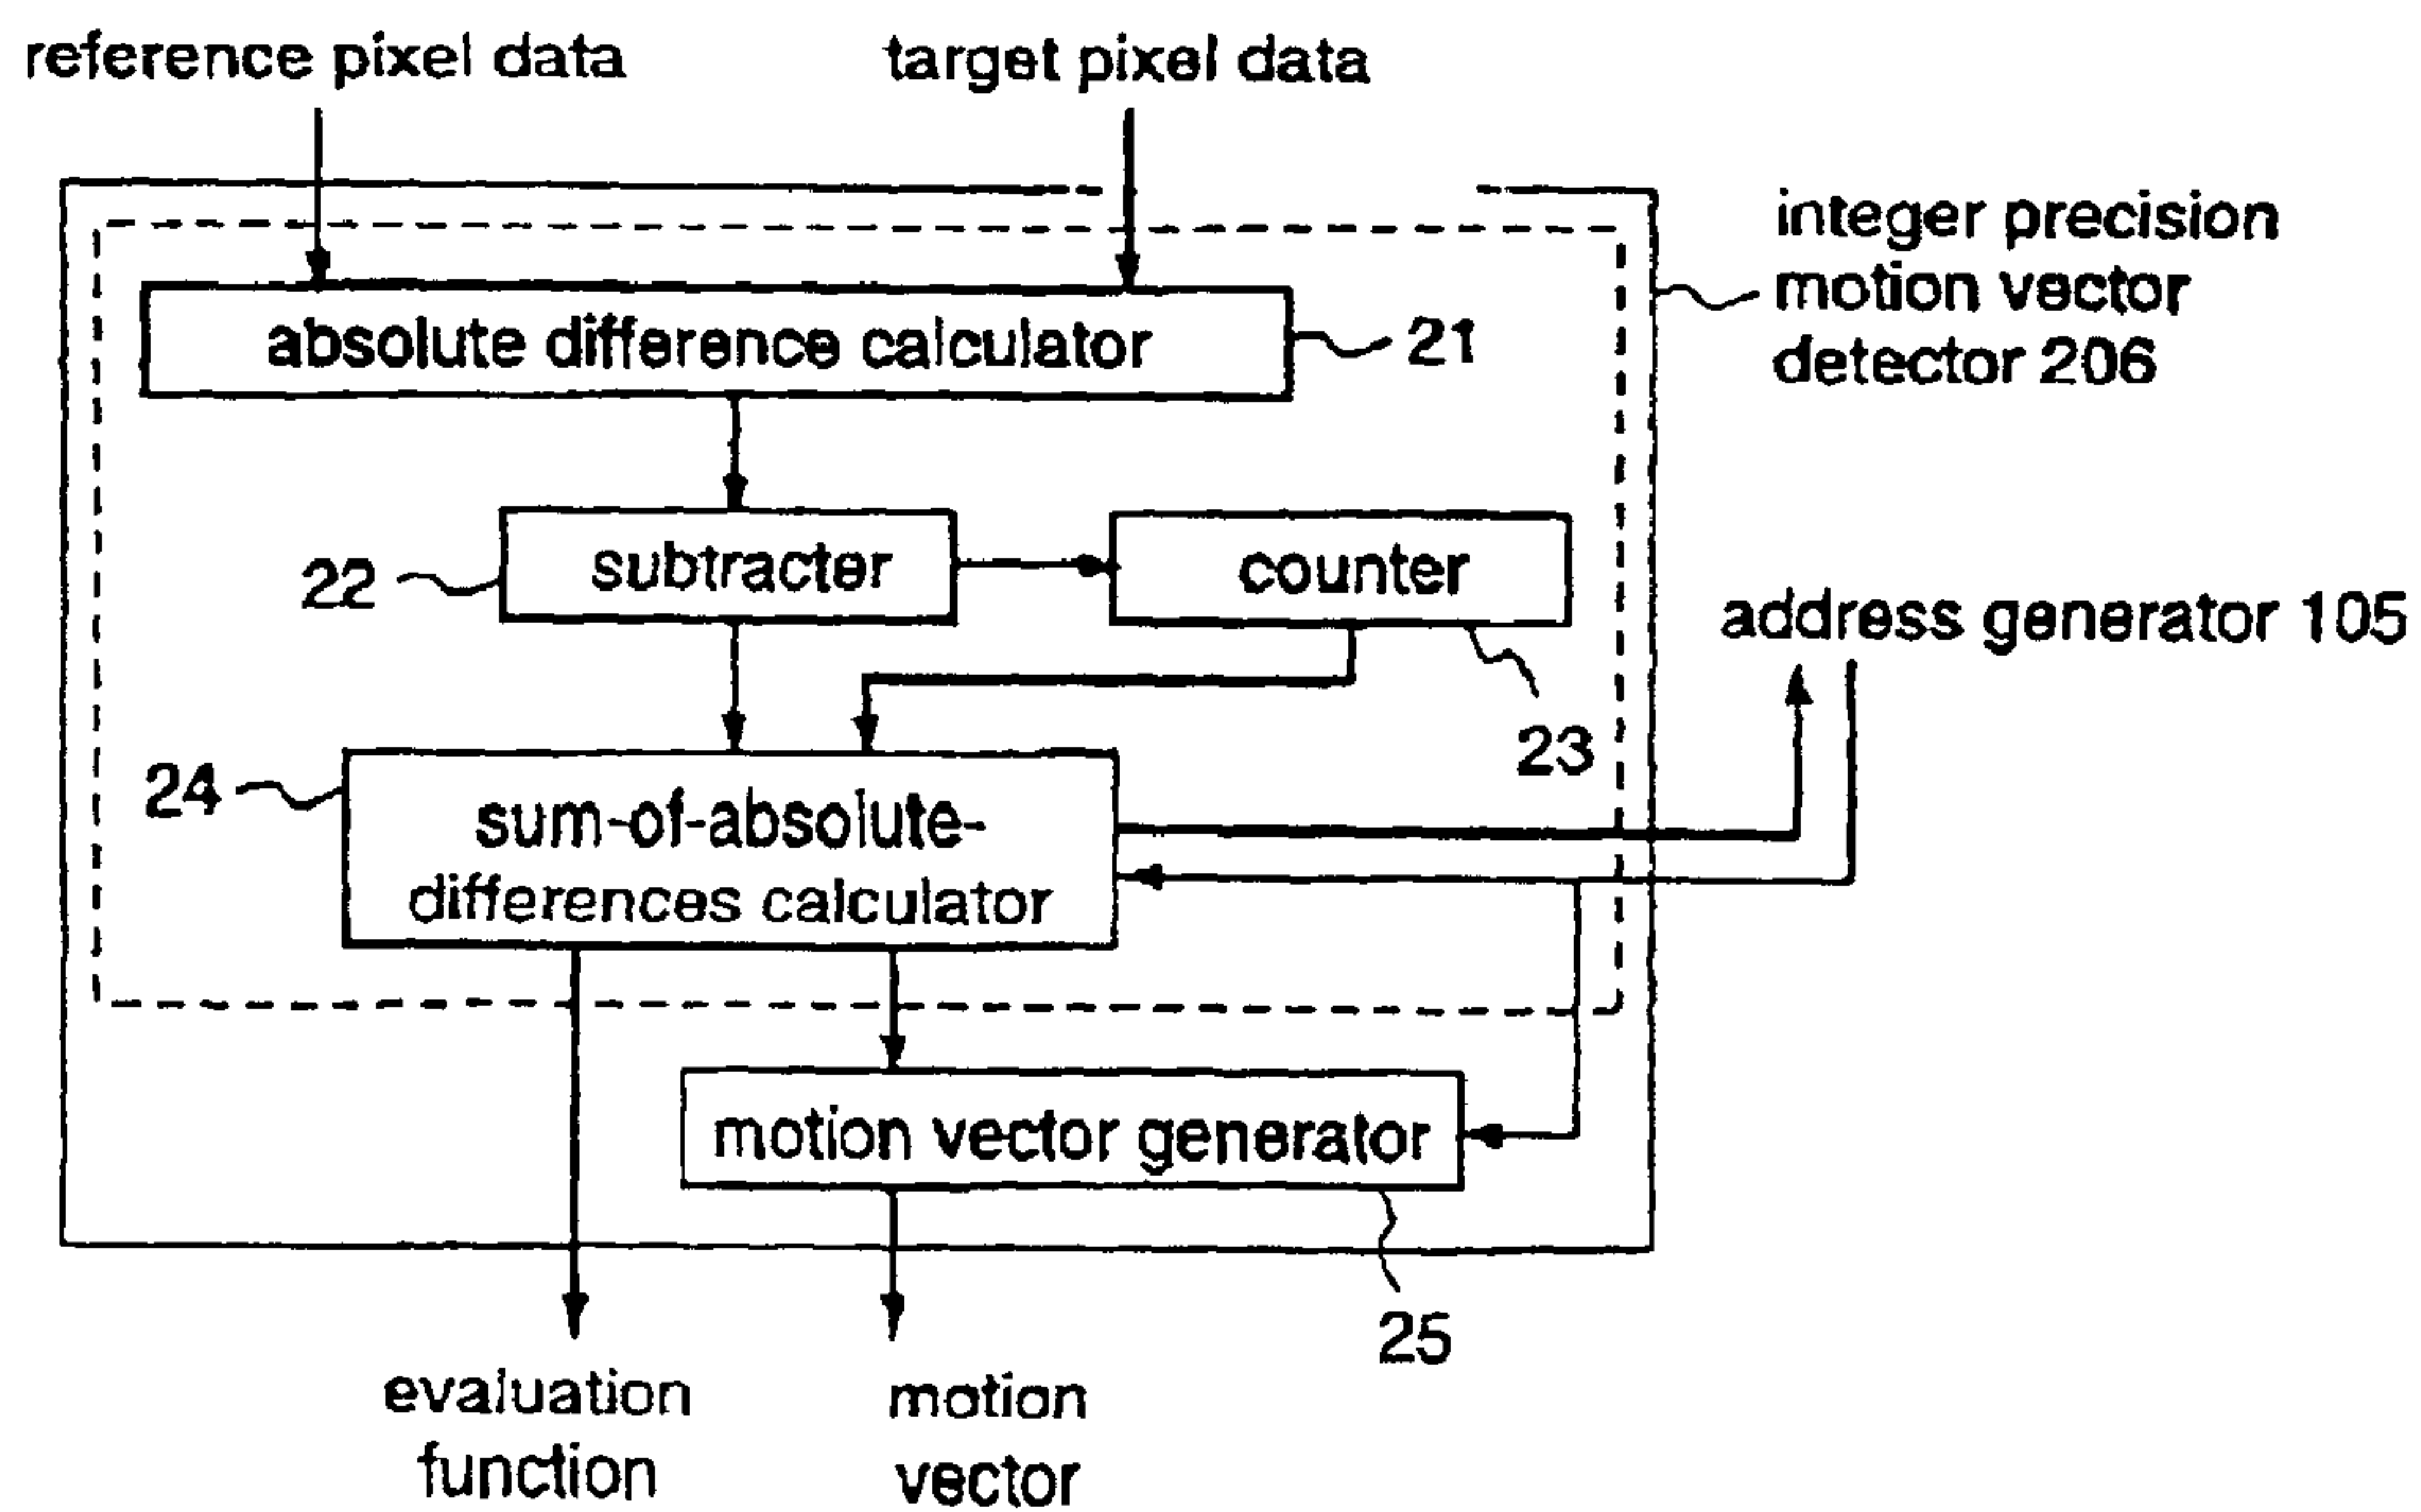 reference pixel data
target pixel data
integer precision
motion vector
detector 206
absolute difference calculator
21
subtracter
counter
22
address generator 105
23
24
sum-of-absolute-
differences calculator
motion vector generator
25
evaluation
function
motion
vector